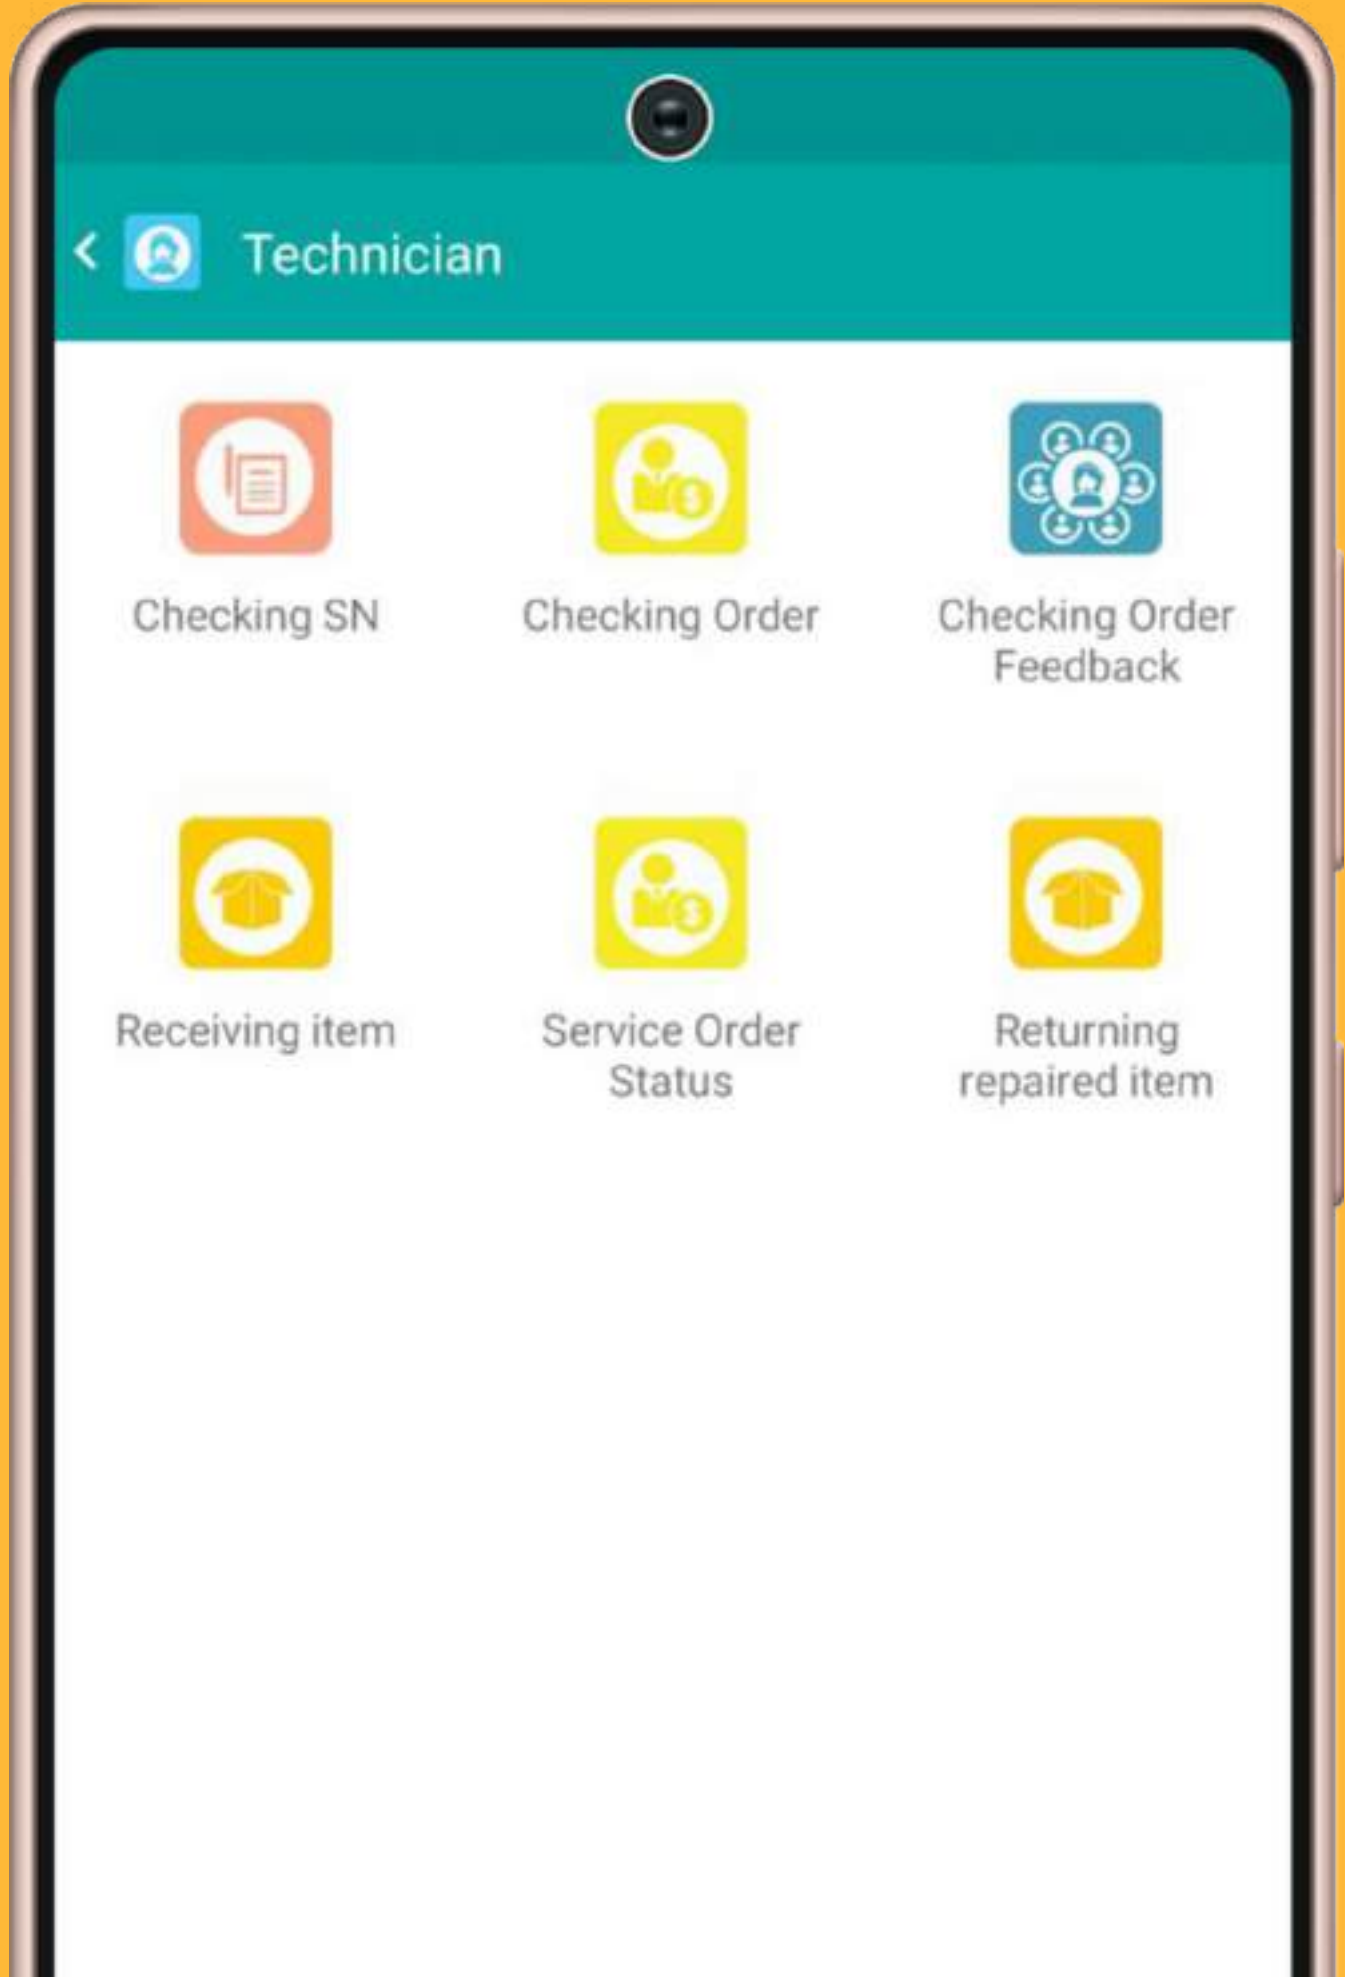 Technician
Checking SN
Checking Order
Checking Order
Feedback
Receiving item
Service Order
Status
Returning
repaired item